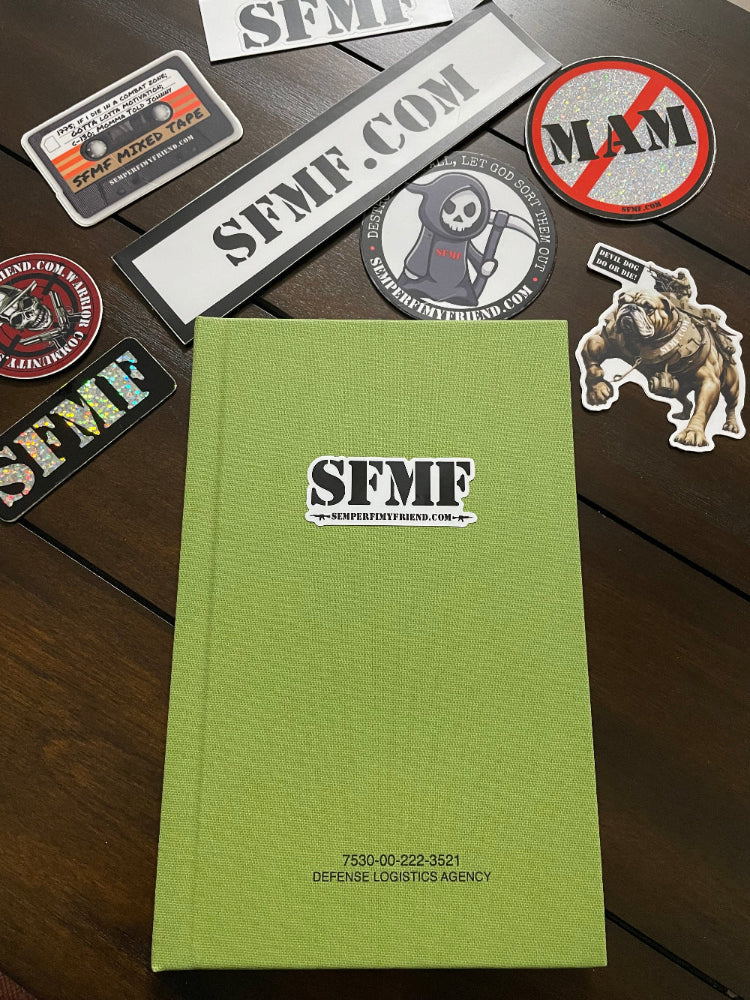 SFMF
1775; IF I DIE IN A COMBAT ZONE;
GOTTA LOTTA MOTIVATION;
C-130; MOMMA TOLD JOHNNY
SFMF MIXED TAPE
SEMPERFIMYFRIEND.COM
SFMF.COM
MAM
SFMF.COM
ALL, LET GOD SORT THEM OUT
SFMF
SEMPERFIMYFRIEND.COM
DEVIL DOG
DO OR DIE!
WARRIOR COMMUNITY
SFMF
SFMF
SEMPERFIMYFRIEND.COM
7530-00-222-3521
DEFENSE LOGISTICS AGENCY